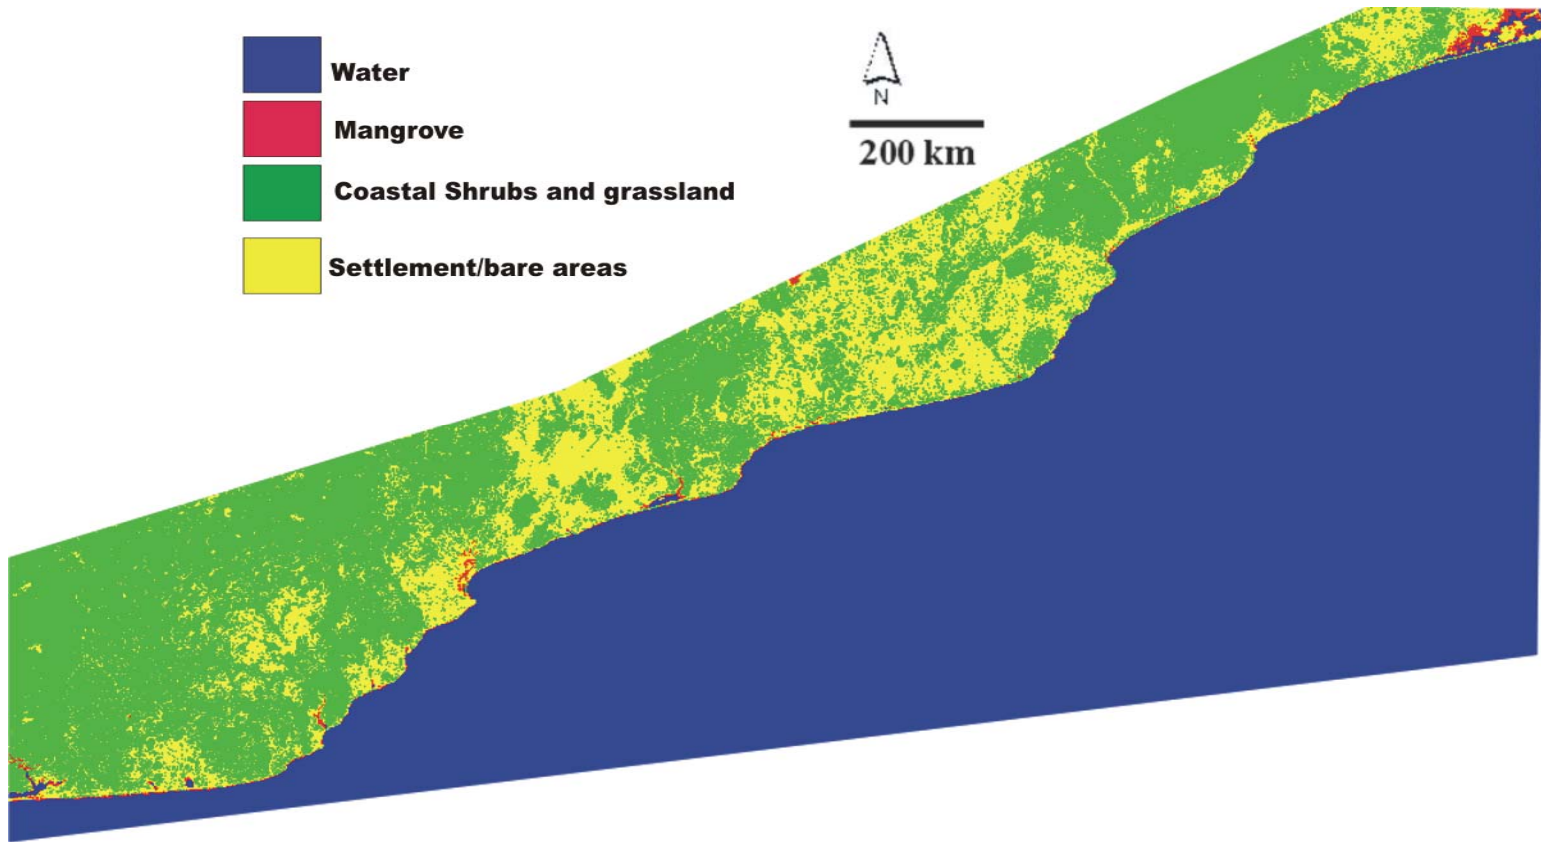 Water
Mangrove
Coastal Shrubs and grassland
Settlement/bare areas
N
200 km